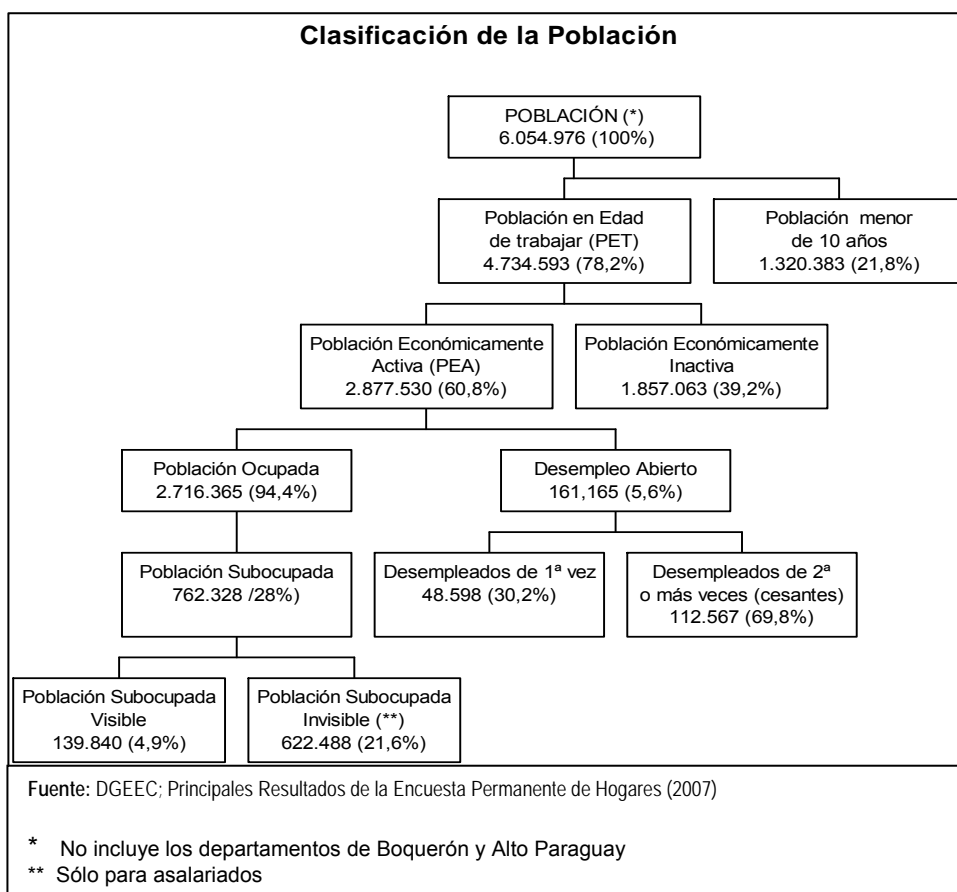 Clasificación de la Población
POBLACIÓN (*)
6.054.976 (100%)
Población en Edad
de trabajar (PET)
4.734.593 (78,2%)
Población menor
de 10 años
1.320.383 (21,8%)
Población Económicamente
Activa (PEA)
2.877.530 (60,8%)
Población Económicamente
Inactiva
1.857.063 (39,2%)
Población Ocupada
2.716.365 (94,4%)
Desempleo Abierto
161,165 (5,6%)
Población Subocupada
762.328 /28%)
Desempleados de 1ª vez
48.598 (30,2%)
Desempleados de 2ª
o más veces (cesantes)
112.567 (69,8%)
Población Subocupada
Visible
139.840 (4,9%)
Población Subocupada
Invisible (**)
622.488 (21,6%)
Fuente: DGEEC; Principales Resultados de la Encuesta Permanente de Hogares (2007)
* No incluye los departamentos de Boquerón y Alto Paraguay
** Sólo para asalariados